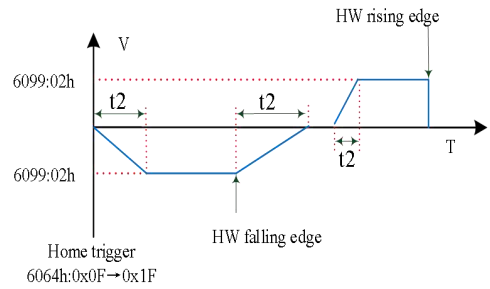 HW rising edge
V
6099:02h
t2
t2
t2
T
6099:02h
HW falling edge
Home trigger
6064h:0x0F→0x1F